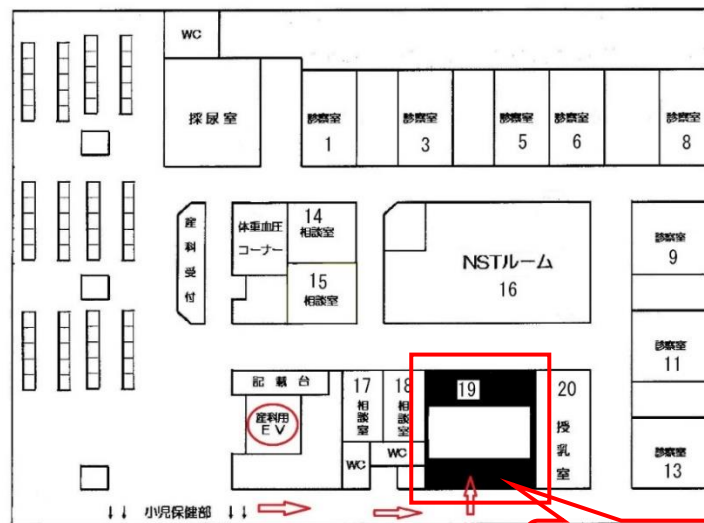 WC
採尿室
診察室
1
診察室
3
診察室
5
診察室
6
診察室
8
産科受付
体重血圧
コーナー
14
相談室
15
相談室
NSTルーム
16
診察室
9
診察室
11
診察室
13
記載台
産科用
EV
17
相談室
18
相談室
WC
WC
19
20
授乳室
↓↓ 小児保健部 ↓↓